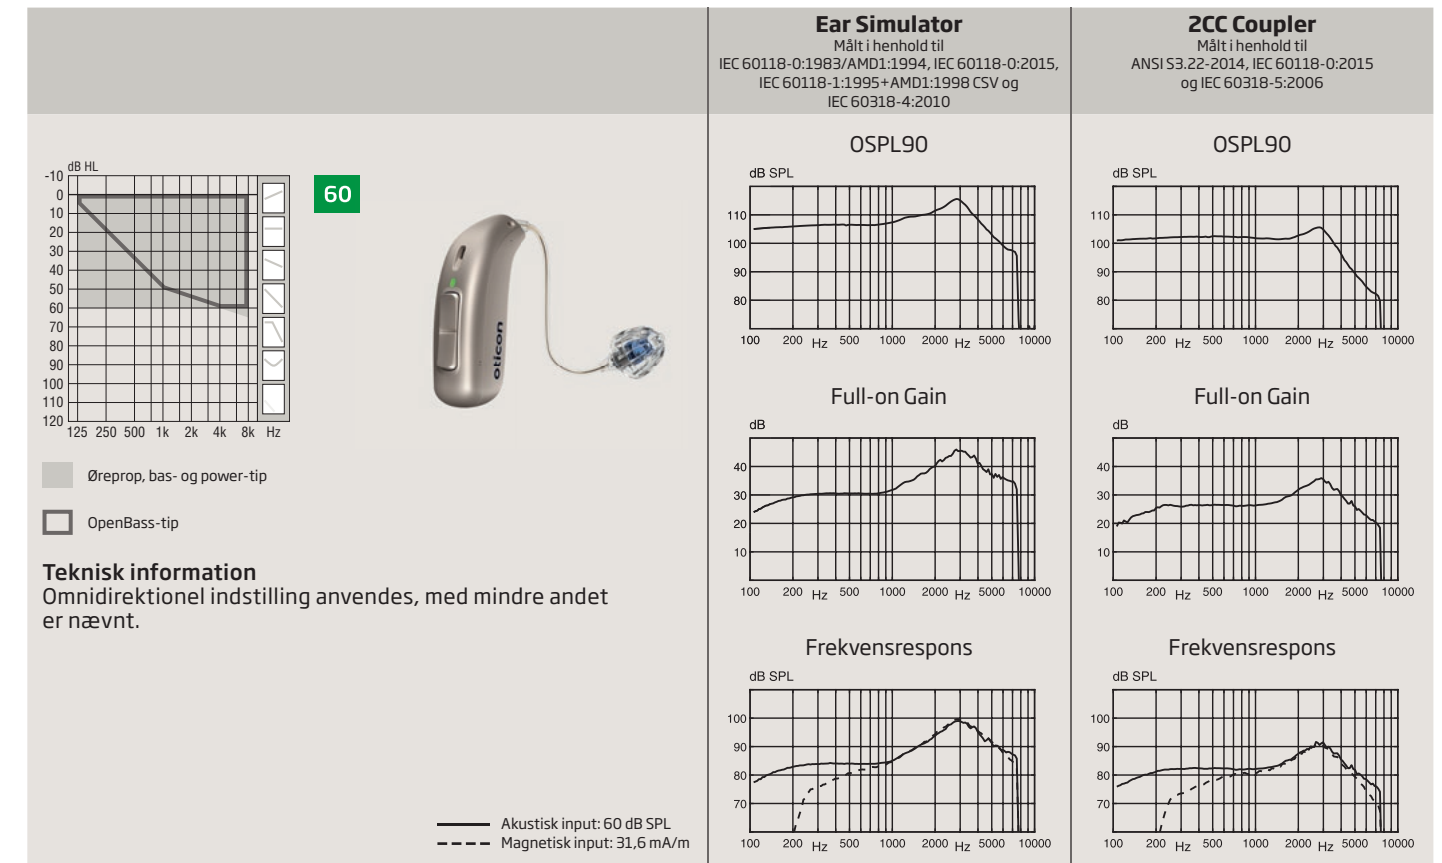 Ear Simulator
Målt i henhold til
IEC 60118-0:1983/AMD1:1994, IEC 60118-0:2015,
IEC 60118-1:1995+AMD1:1998 CSV og
IEC 60318-4:2010
2CC Coupler
Målt i henhold til
ANSI S3.22-2014, IEC 60118-0:2015
og IEC 60318-5:2006
dB HL
-10
0
10
20
30
40
50
60
70
80
90
100
110
120
125 250 500 1k 2k 4k 8k Hz
60
oticon
Øreprop, bas- og power-tip
OpenBass-tip
Teknisk information
Omnidirektionel indstilling anvendes, med mindre andet
er nævnt.
Akustisk input: 60 dB SPL
Magnetisk input: 31,6 mA/m
OSPL90
dB SPL
110
100
90
80
100 200 Hz 500 1000 2000 Hz 5000 10000
Full-on Gain
dB
40
30
20
10
100 200 Hz 500 1000 2000 Hz 5000 10000
Frekvensrespons
dB SPL
100
90
80
70
100 200 Hz 500 1000 2000 Hz 5000 10000
OSPL90
dB SPL
110
100
90
80
100 200 Hz 500 1000 2000 Hz 5000 10000
Full-on Gain
dB
40
30
20
10
100 200 Hz 500 1000 2000 Hz 5000 10000
Frekvensrespons
dB SPL
100
90
80
70
100 200 Hz 500 1000 2000 Hz 5000 10000